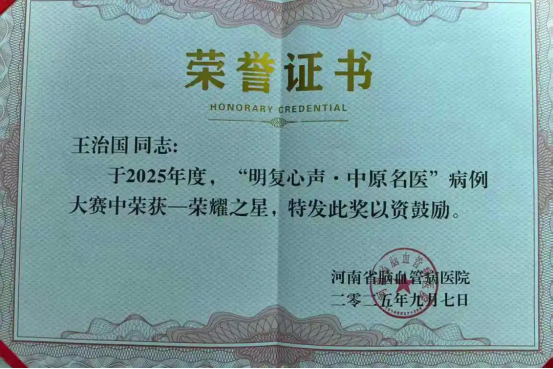 荣誉证书
HONORARY CREDENTIAL
王治国 同志:
于2025年度，“明复心声·中原名医”病例
大赛中荣获—荣耀之星，特发此奖以资鼓励。
河南省脑血管病医院
二零二五年九月七日